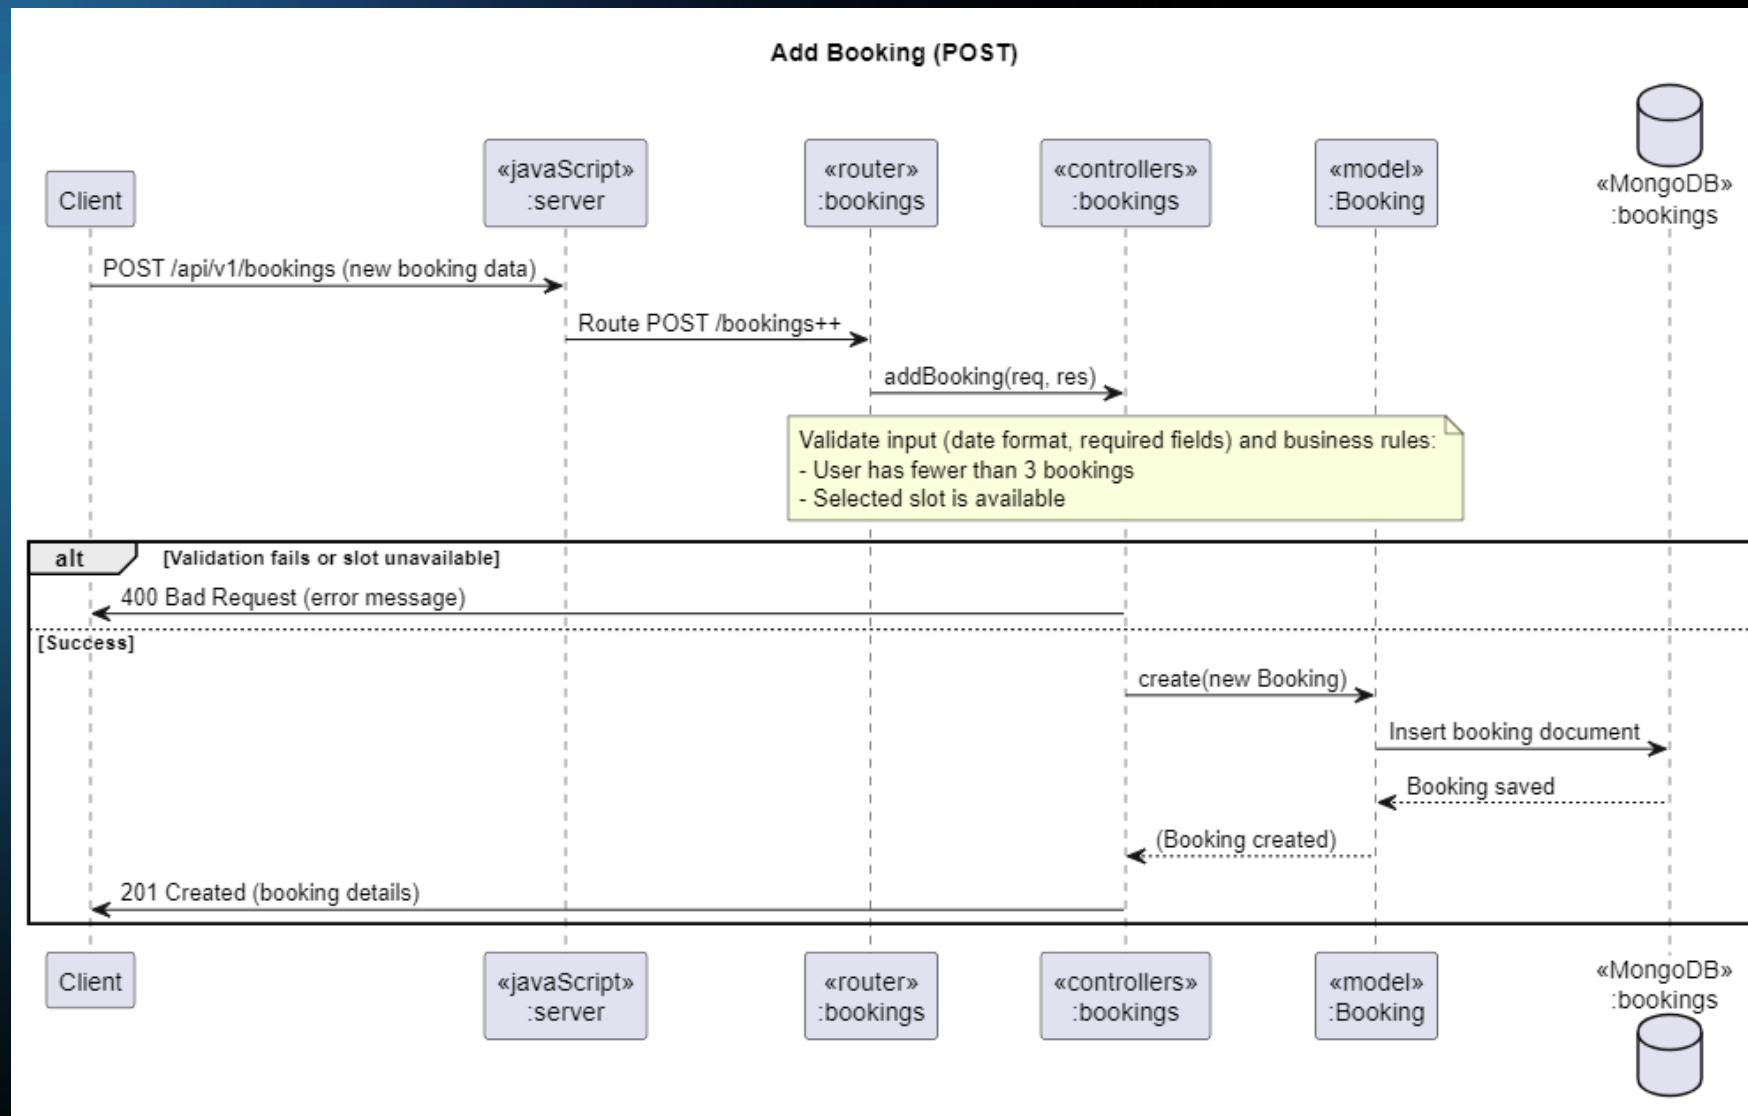 Add Booking (POST)
Client
«javaScript»
:server
«router»
:bookings
«controllers»
:bookings
«model»
:Booking
«MongoDB»
:bookings
POST /api/v1/bookings (new booking data)
Route POST /bookings++
addBooking(req, res)
Validate input (date format, required fields) and business rules:
- User has fewer than 3 bookings
- Selected slot is available
alt
[Validation fails or slot unavailable]
400 Bad Request (error message)
[Success]
create(new Booking)
Insert booking document
Booking saved
(Booking created)
201 Created (booking details)
Client
«javaScript»
:server
«router»
:bookings
«controllers»
:bookings
«model»
:Booking
«MongoDB»
:bookings